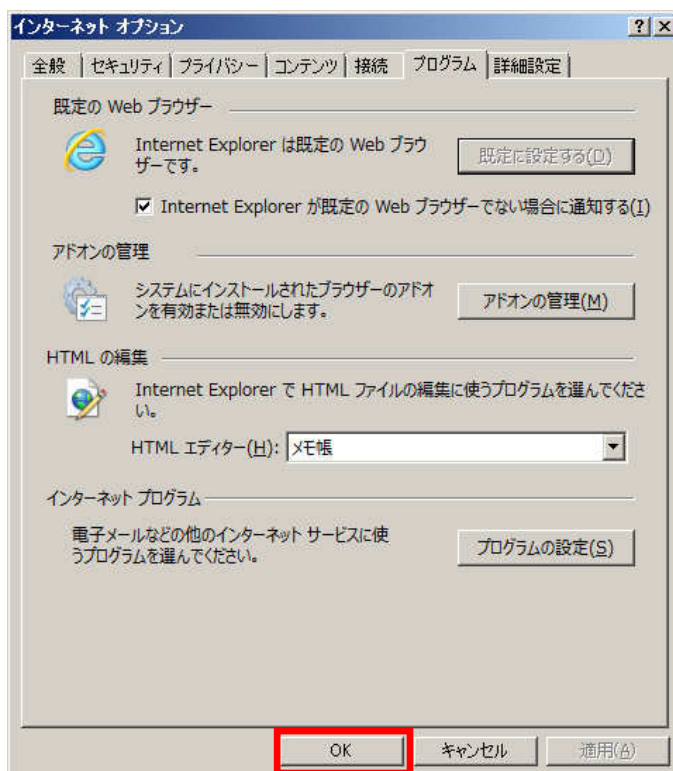 インターネット オプション
全般 セキュリティ プライバシー コンテンツ 接続 プログラム 詳細設定
既定の Web ブラウザー
Internet Explorer は既定の Web ブラウ
ザーです。
既定に設定する(D)
Internet Explorer が既定の Web ブラウザーでない場合に通知する(I)
アドオンの管理
システムにインストールされたブラウザーのアドオ
ンを有効または無効にします。
アドオンの管理(M)
HTML の編集
Internet Explorer で HTML ファイルの編集に使うプログラムを選んでくださ
い。
HTML エディター(H): メモ帳
インターネット プログラム
電子メールなどの他のインターネット サービスに使
うプログラムを選んでください。
プログラムの設定(S)
OK キャンセル 適用(A)